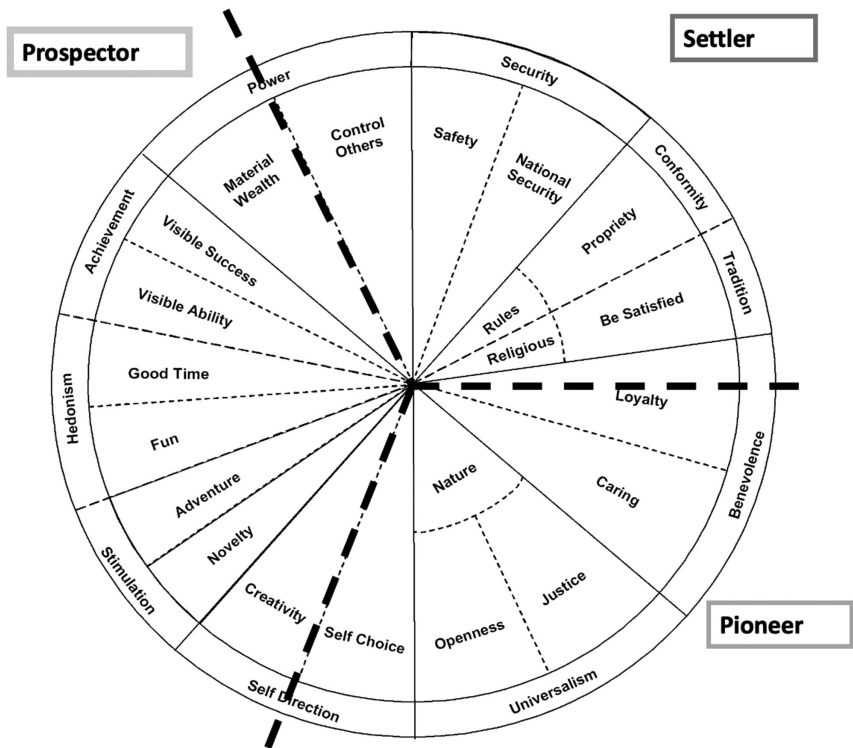 Prospector
Settler
Power
Security
Control
Others
Safety
Material
Wealth
National
Security
Conformity
Achievement
Visible Success
Propriety
Tradition
Visible Ability
Rules
Be Satisfied
Religious
Good Time
Loyalty
Hedonism
Fun
Benevolence
Nature
Caring
Adventure
Novelty
Stimulation
Creativity
Justice
Self Choice
Openness
Pioneer
Self Direction
Universalism